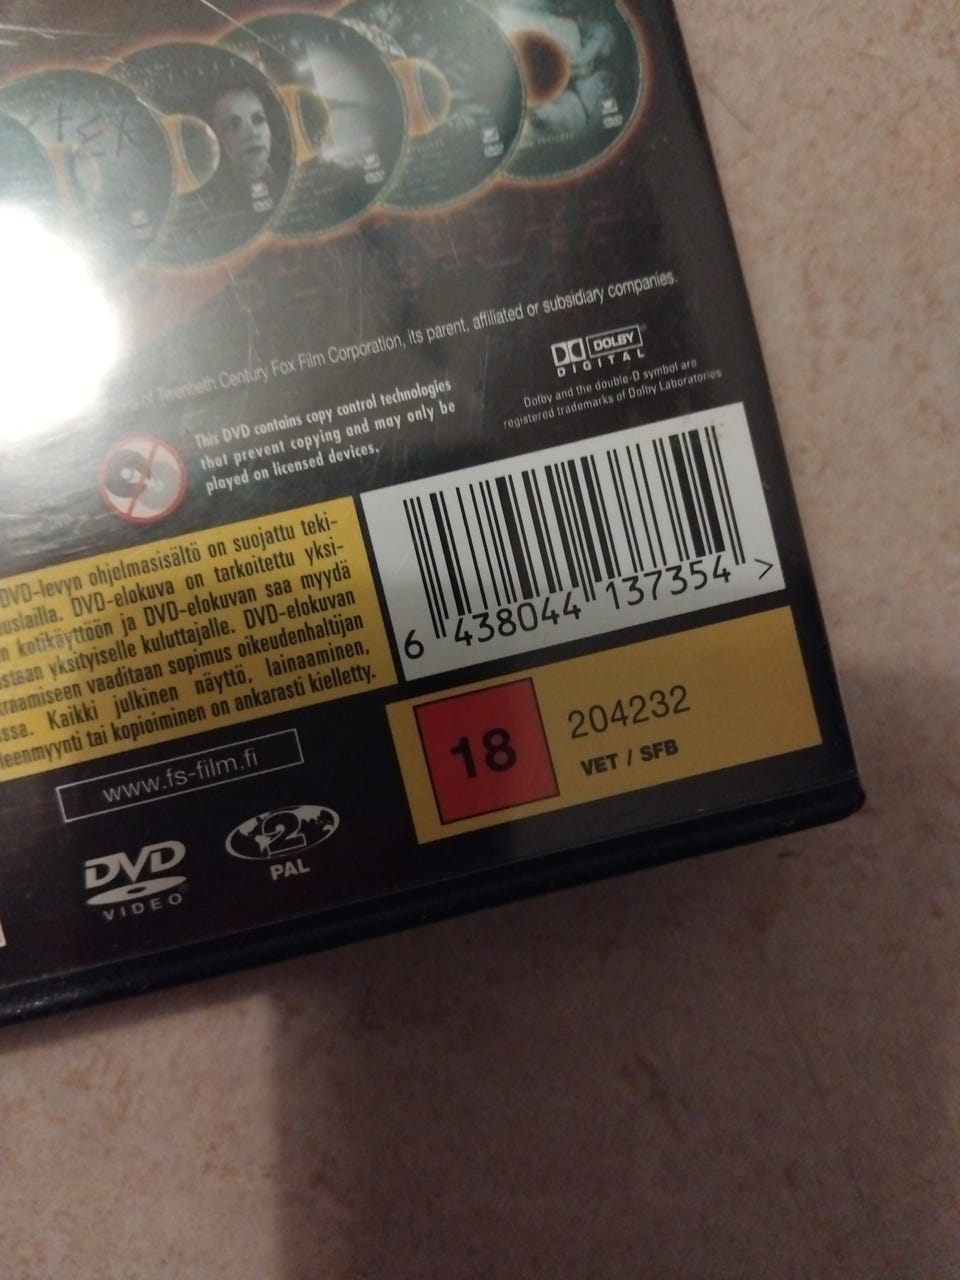 of Twentieth Century Fox Film Corporation, its parent, affiliated or subsidiary companies.
This DVD contains copy control technologies
that prevent copying and may only be
played on licensed devices.
DOLBY
DIGITAL
Dolby and the double-D symbol are
registered trademarks of Dolby Laboratories
DVD-levyn ohjelmasisältö on suojattu teki-
DVD-elokuva on tarkoitettu yksi-
kotikäyttöön ja DVD-elokuvan saa myydä
yksityiselle kuluttajalle. DVD-elokuvan
vaaditaan sopimus oikeudenhaltijan
Kaikki julkinen näyttö, lainaaminen,
tai kopioiminen on ankarasti kielletty.
6 438044 137354 >
www.fs-film.fi
18
204232
VET / SFB
DVD
VIDEO
2
PAL